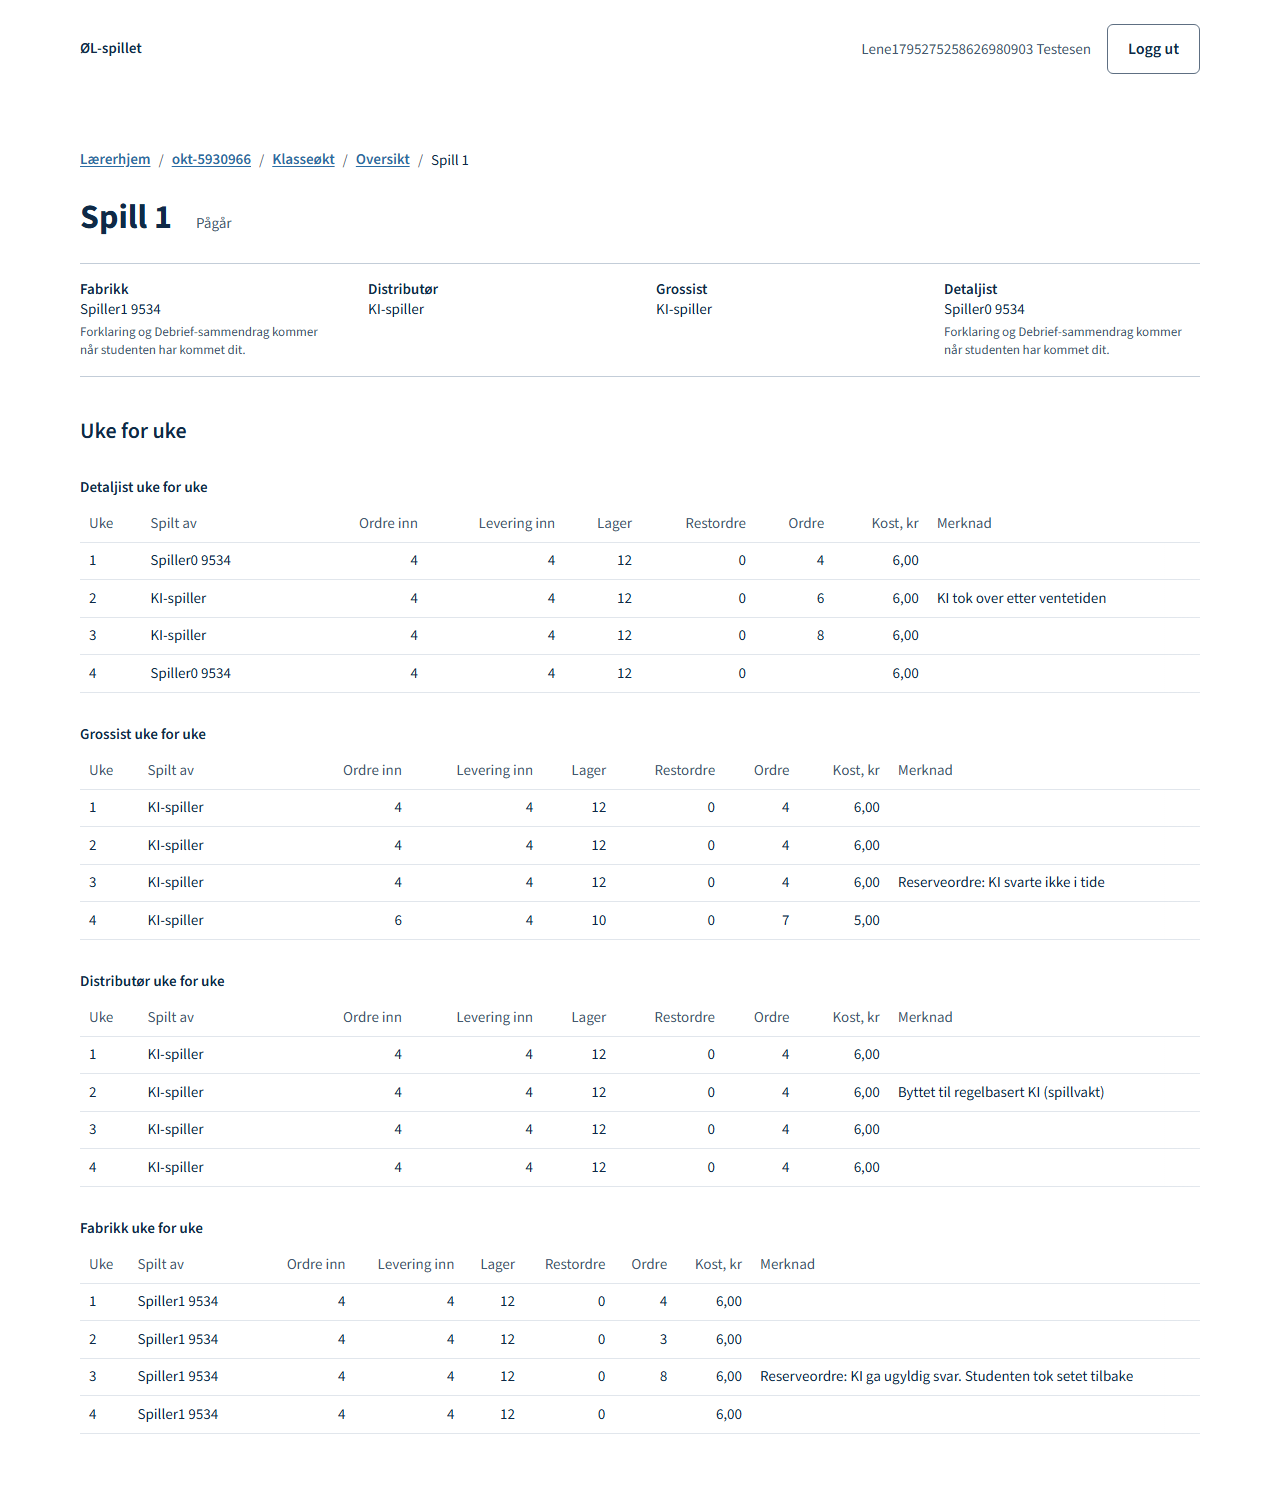 ØL-spillet
Lene1795275258626980903 Testesen
Logg ut
Lærerhjem / okt-5930966 / Klasseøkt / Oversikt / Spill 1
Spill 1 Pågår
Fabrikk Distributør Grossist Detaljist
Spiller1 9534 KI-spiller KI-spiller Spiller0 9534
Forklaring og Debrief-sammendrag kommer Forklaring og Debrief-sammendrag kommer
når studenten har kommet dit. når studenten har kommet dit.
Uke for uke
Detaljist uke for uke
Uke Spilt av Ordre inn Levering inn Lager Restordre Ordre Kost, kr Merknad
1 Spiller0 9534 4 4 12 0 4 6,00
2 KI-spiller 4 4 12 0 6 6,00 KI tok over etter ventetiden
3 KI-spiller 4 4 12 0 8 6,00
4 Spiller0 9534 4 4 12 0 6,00
Grossist uke for uke
Uke Spilt av Ordre inn Levering inn Lager Restordre Ordre Kost, kr Merknad
1 KI-spiller 4 4 12 0 4 6,00
2 KI-spiller 4 4 12 0 4 6,00
3 KI-spiller 4 4 12 0 4 6,00 Reserveordre: KI svarte ikke i tide
4 KI-spiller 6 4 10 0 7 5,00
Distributør uke for uke
Uke Spilt av Ordre inn Levering inn Lager Restordre Ordre Kost, kr Merknad
1 KI-spiller 4 4 12 0 4 6,00
2 KI-spiller 4 4 12 0 4 6,00 Byttet til regelbasert KI (spillvakt)
3 KI-spiller 4 4 12 0 4 6,00
4 KI-spiller 4 4 12 0 4 6,00
Fabrikk uke for uke
Uke Spilt av Ordre inn Levering inn Lager Restordre Ordre Kost, kr Merknad
1 Spiller1 9534 4 4 12 0 4 6,00
2 Spiller1 9534 4 4 12 0 3 6,00
3 Spiller1 9534 4 4 12 0 8 6,00 Reserveordre: KI ga ugyldig svar. Studenten tok setet tilbake
4 Spiller1 9534 4 4 12 0 6,00